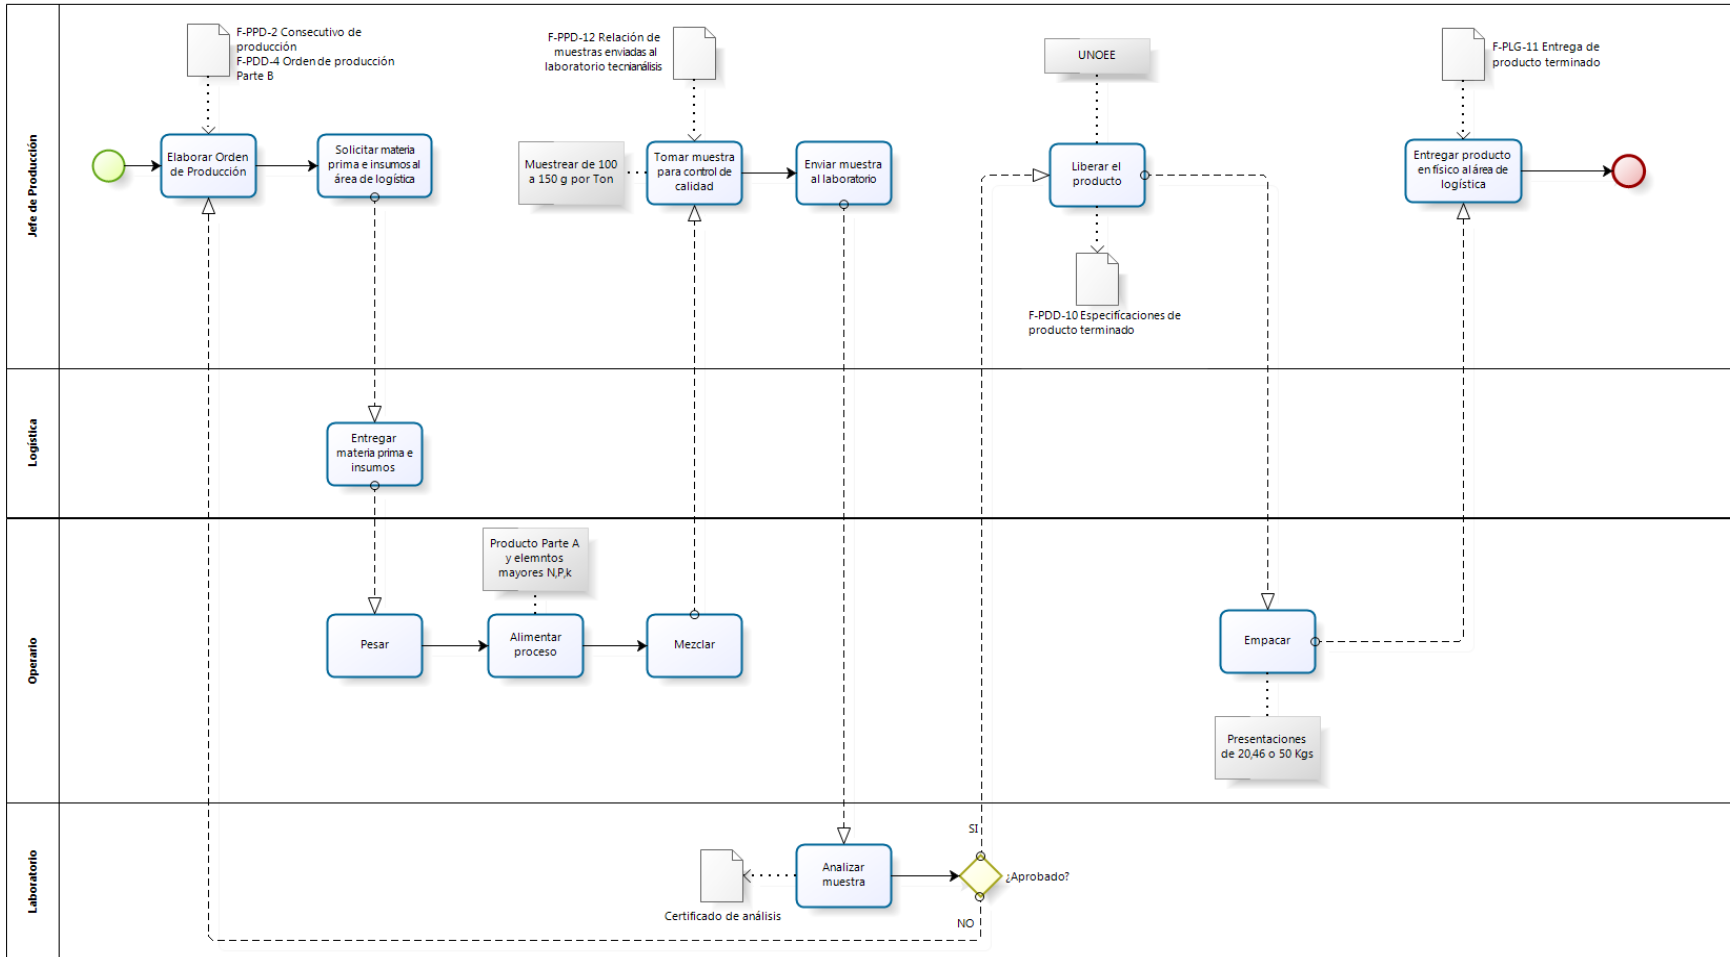 Jefe de Producción
F-PPD-2 Consecutivo de
producción
F-PDD-4 Orden de producción
Parte B
Elaborar Orden
de Producción
Solicitar materia
prima e insumos al
área de logística
F-PPD-12 Relación de
muestras enviadas al
laboratorio tecnianálisis
Muestrear de 100
a 150 g por Ton
Tomar muestra
para control de
calidad
Enviar muestra
al laboratorio
UNOEE
Liberar el
producto
F-PDD-10 Especificaciones de
producto terminado
F-PLG-11 Entrega de
producto terminado
Entregar producto
en físico al área de
logística
Logística
Entregar
materia prima e
insumos
Operario
Producto Parte A
y elemntos
mayores N,P,k
Pesar
Alimentar
proceso
Mezclar
Empacar
Presentaciones
de 20,46 o 50 Kgs
Laboratorio
Certificado de análisis
Analizar
muestra
SI
¿Aprobado?
NO